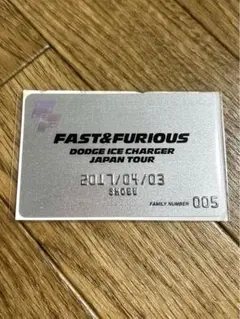 FAST&FURIOUS
DODGE ICE CHARGER
JAPAN TOUR
2017/04/03
FAMILY NUMBER 005